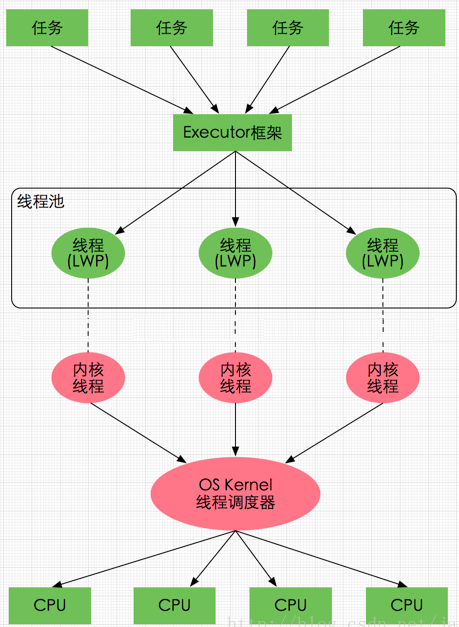 任务 任务 任务 任务
Executor框架
线程池
线程 线程 线程
(LWP) (LWP) (LWP)
内核 内核 内核
线程 线程 线程
OS Kernel
线程调度器
CPU CPU CPU CPU
http://blog.csdn.net/ja